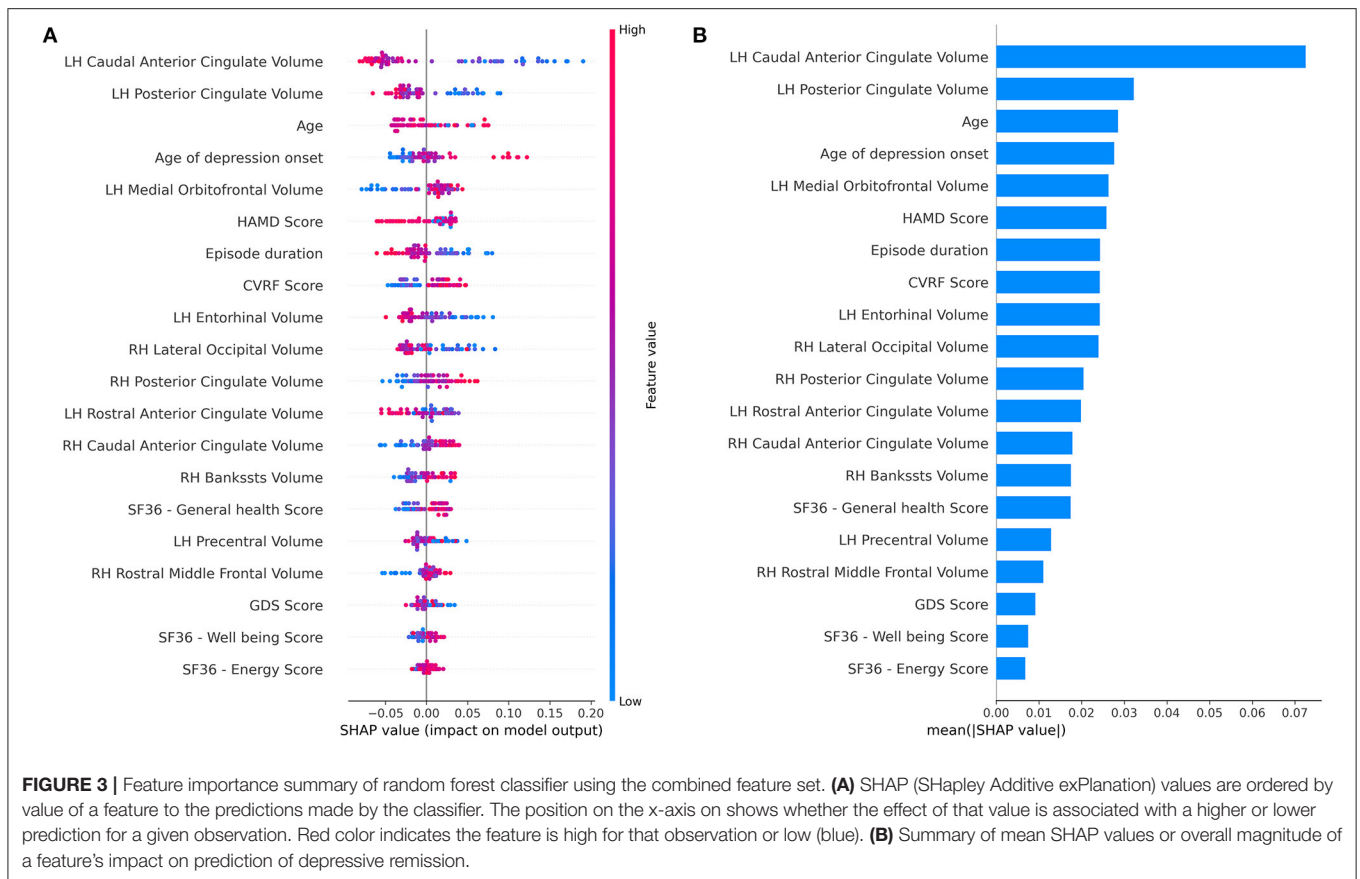 A
High
LH Caudal Anterior Cingulate Volume
LH Posterior Cingulate Volume
Age
Age of depression onset
LH Medial Orbitofrontal Volume
HAMD Score
Episode duration
CVRF Score
LH Entorhinal Volume
RH Lateral Occipital Volume
RH Posterior Cingulate Volume
LH Rostral Anterior Cingulate Volume
RH Caudal Anterior Cingulate Volume
RH Bankssts Volume
SF36 - General health Score
LH Precentral Volume
RH Rostral Middle Frontal Volume
GDS Score
SF36 - Well being Score
SF36 - Energy Score
Feature value
Low
−0.05 0.00 0.05 0.10 0.15 0.20
SHAP value (impact on model output)
B
LH Caudal Anterior Cingulate Volume
LH Posterior Cingulate Volume
Age
Age of depression onset
LH Medial Orbitofrontal Volume
HAMD Score
Episode duration
CVRF Score
LH Entorhinal Volume
RH Lateral Occipital Volume
RH Posterior Cingulate Volume
LH Rostral Anterior Cingulate Volume
RH Caudal Anterior Cingulate Volume
RH Bankssts Volume
SF36 - General health Score
LH Precentral Volume
RH Rostral Middle Frontal Volume
GDS Score
SF36 - Well being Score
SF36 - Energy Score
0.00 0.01 0.02 0.03 0.04 0.05 0.06 0.07
mean(|SHAP value|)
FIGURE 3 | Feature importance summary of random forest classifier using the combined feature set. (A) SHAP (SHapley Additive exPlanation) values are ordered by
value of a feature to the predictions made by the classifier. The position on the x-axis on shows whether the effect of that value is associated with a higher or lower
prediction for a given observation. Red color indicates the feature is high for that observation or low (blue). (B) Summary of mean SHAP values or overall magnitude of
a feature's impact on prediction of depressive remission.